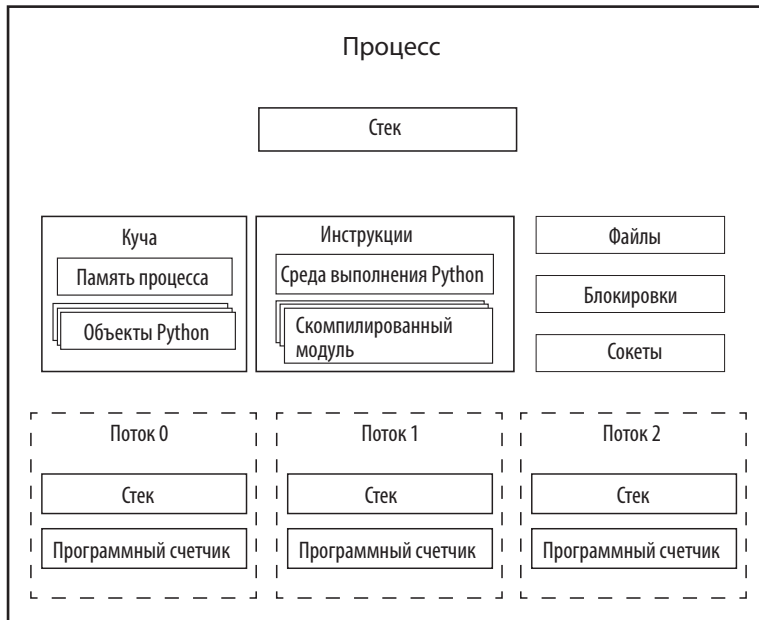 Процесс
Стек
Куча
Память процесса
Объекты Python
Инструкции
Среда выполнения Python
Скомпилированный
модуль
Файлы
Блокировки
Сокеты
Поток 0
Стек
Программный счетчик
Поток 1
Стек
Программный счетчик
Поток 2
Стек
Программный счетчик